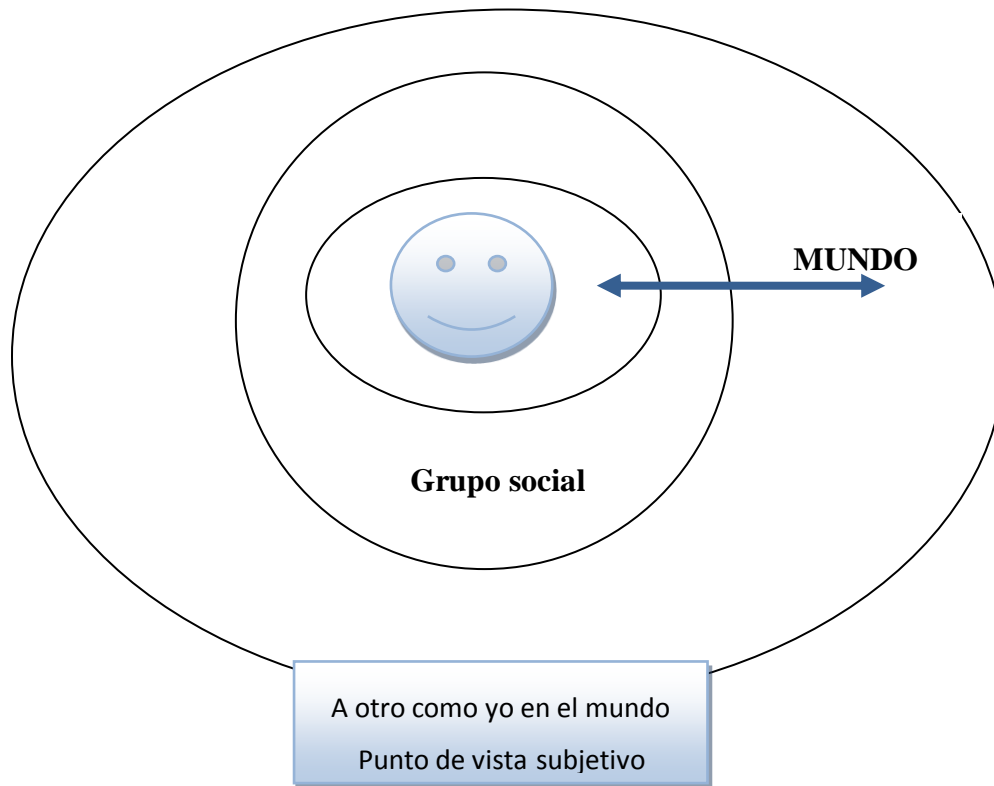 MUNDO
Grupo social
A otro como yo en el mundo
Punto de vista subjetivo